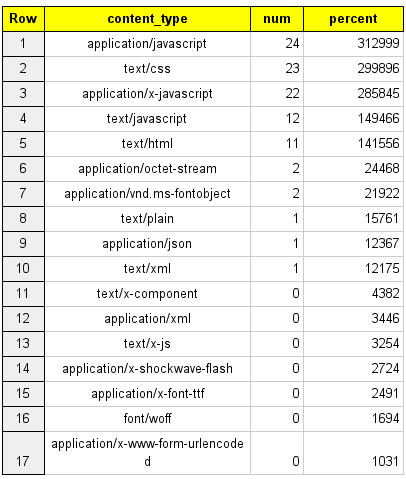 Row content_type num percent
1 application/javascript 24 312999
2 text/css 23 299896
3 application/x-javascript 22 285845
4 text/javascript 12 149466
5 text/html 11 141556
6 application/octet-stream 2 24468
7 application/vnd.ms-fontobject 2 21922
8 text/plain 1 15761
9 application/json 1 12367
10 text/xml 1 12175
11 text/x-component 0 4382
12 application/xml 0 3446
13 text/x-js 0 3254
14 application/x-shockwave-flash 0 2724
15 application/x-font-ttf 0 2491
16 font/woff 0 1694
application/x-www-form-urlencode
17 d 0 1031